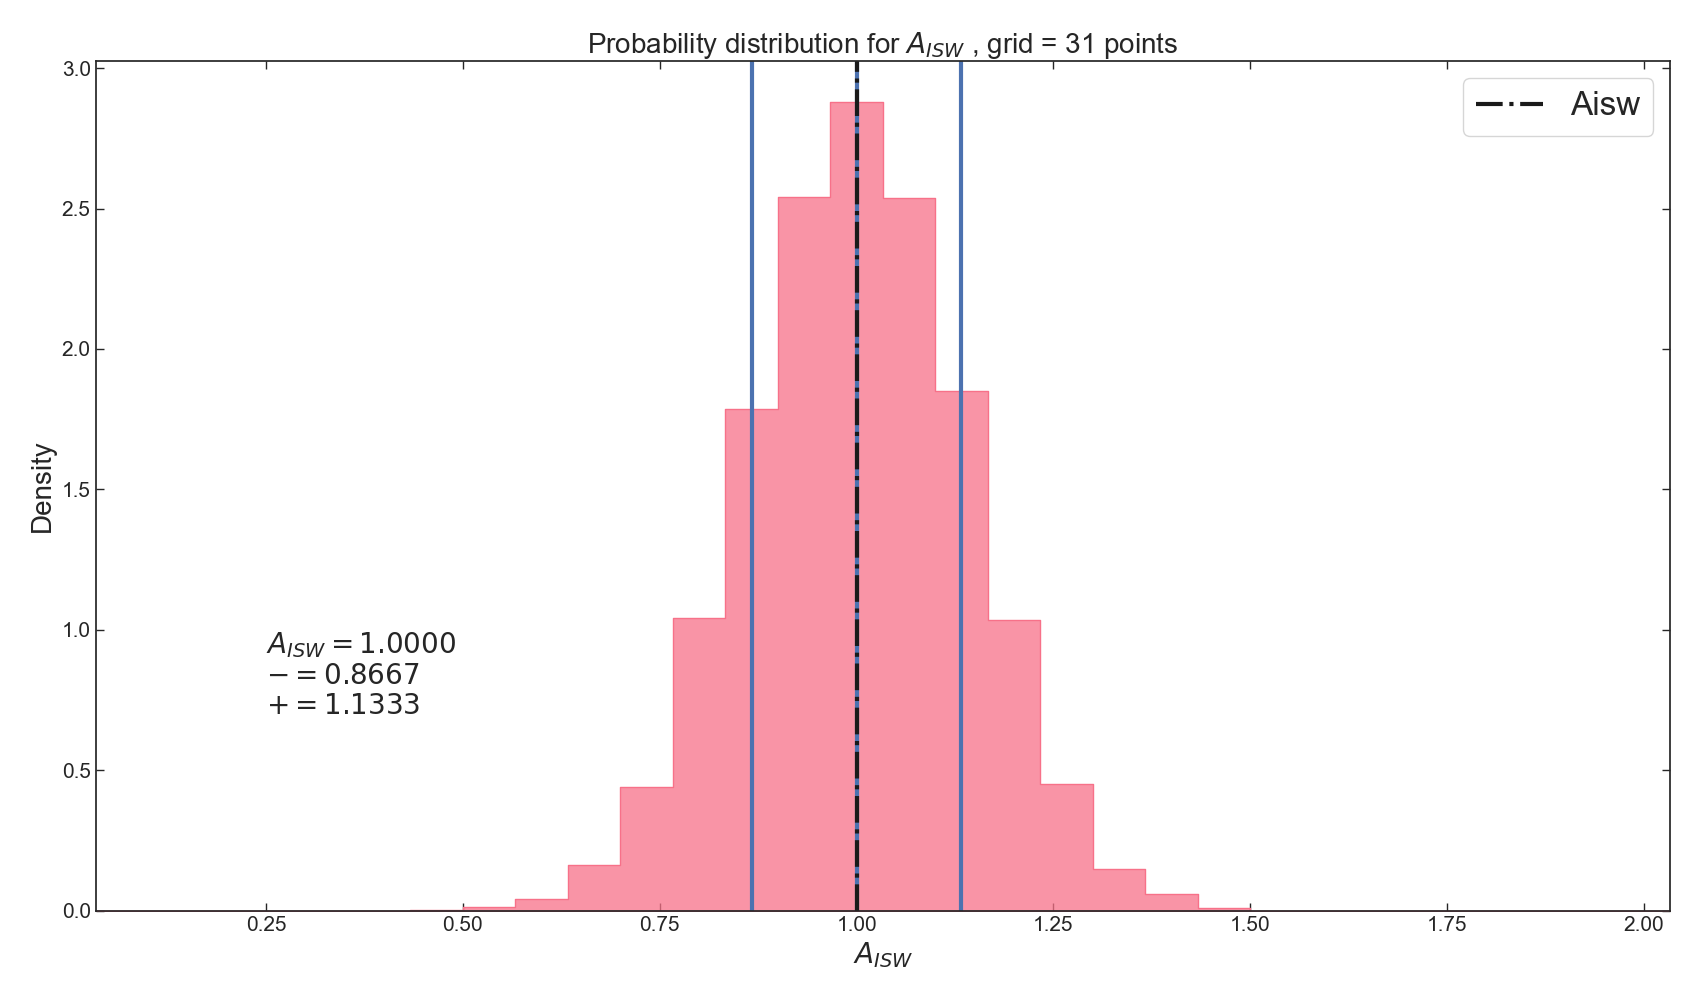 Probability distribution for A_ISW , grid = 31 points
Aisw
3.0
2.5
2.0
1.5
1.0
0.5
0.0
Density
A_ISW = 1.0000
− = 0.8667
+ = 1.1333
0.25 0.50 0.75 1.00 1.25 1.50 1.75 2.00
A_ISW